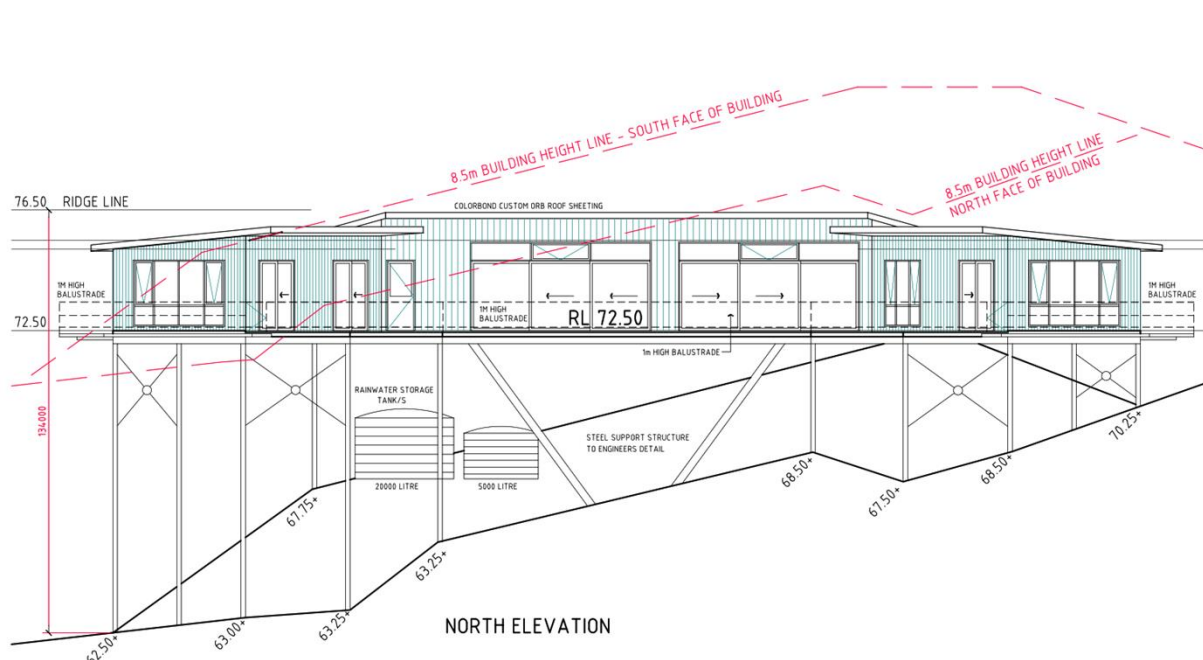 8.5m BUILDING HEIGHT LINE - SOUTH FACE OF BUILDING
8.5m BUILDING HEIGHT LINE
NORTH FACE OF BUILDING
76.50
RIDGE LINE
COLORBOND CUSTOM ORB ROOF SHEETING
1M HIGH
BALUSTRADE
1M HIGH
BALUSTRADE
RL 72.50
1M HIGH
BALUSTRADE
72.50
1m HIGH BALUSTRADE
RAINWATER STORAGE
TANK/S
134000
STEEL SUPPORT STRUCTURE
TO ENGINEERS DETAIL
20000 LITRE
5000 LITRE
67.75+
68.50+
67.50+
68.50+
70.25+
63.25+
63.25+
63.00+
62.50+
NORTH ELEVATION